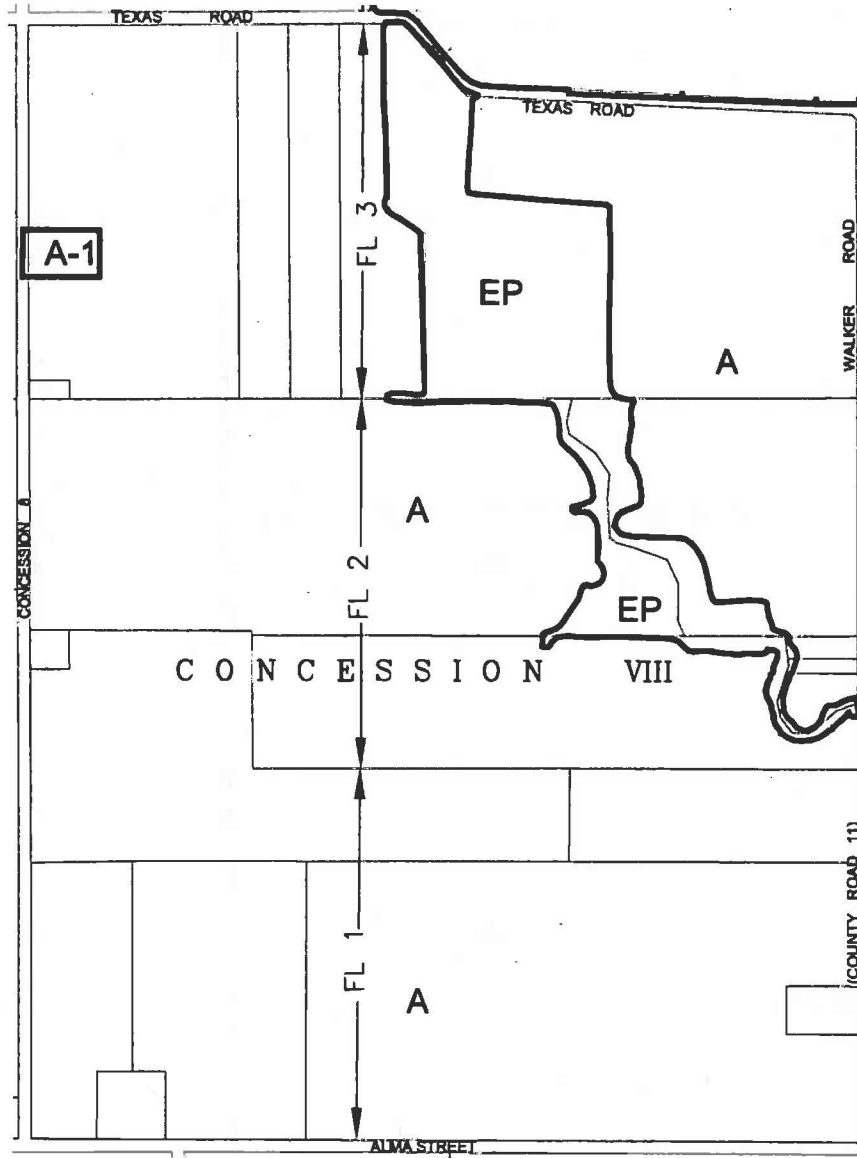 TEXAS ROAD
TEXAS ROAD
FL 3
A-1
WALKER ROAD
EP
A
CONCESSION 8
A
FL 2
EP
CONCESSION VIII
(COUNTY ROAD 11)
FL 1
A
ALMA STREET